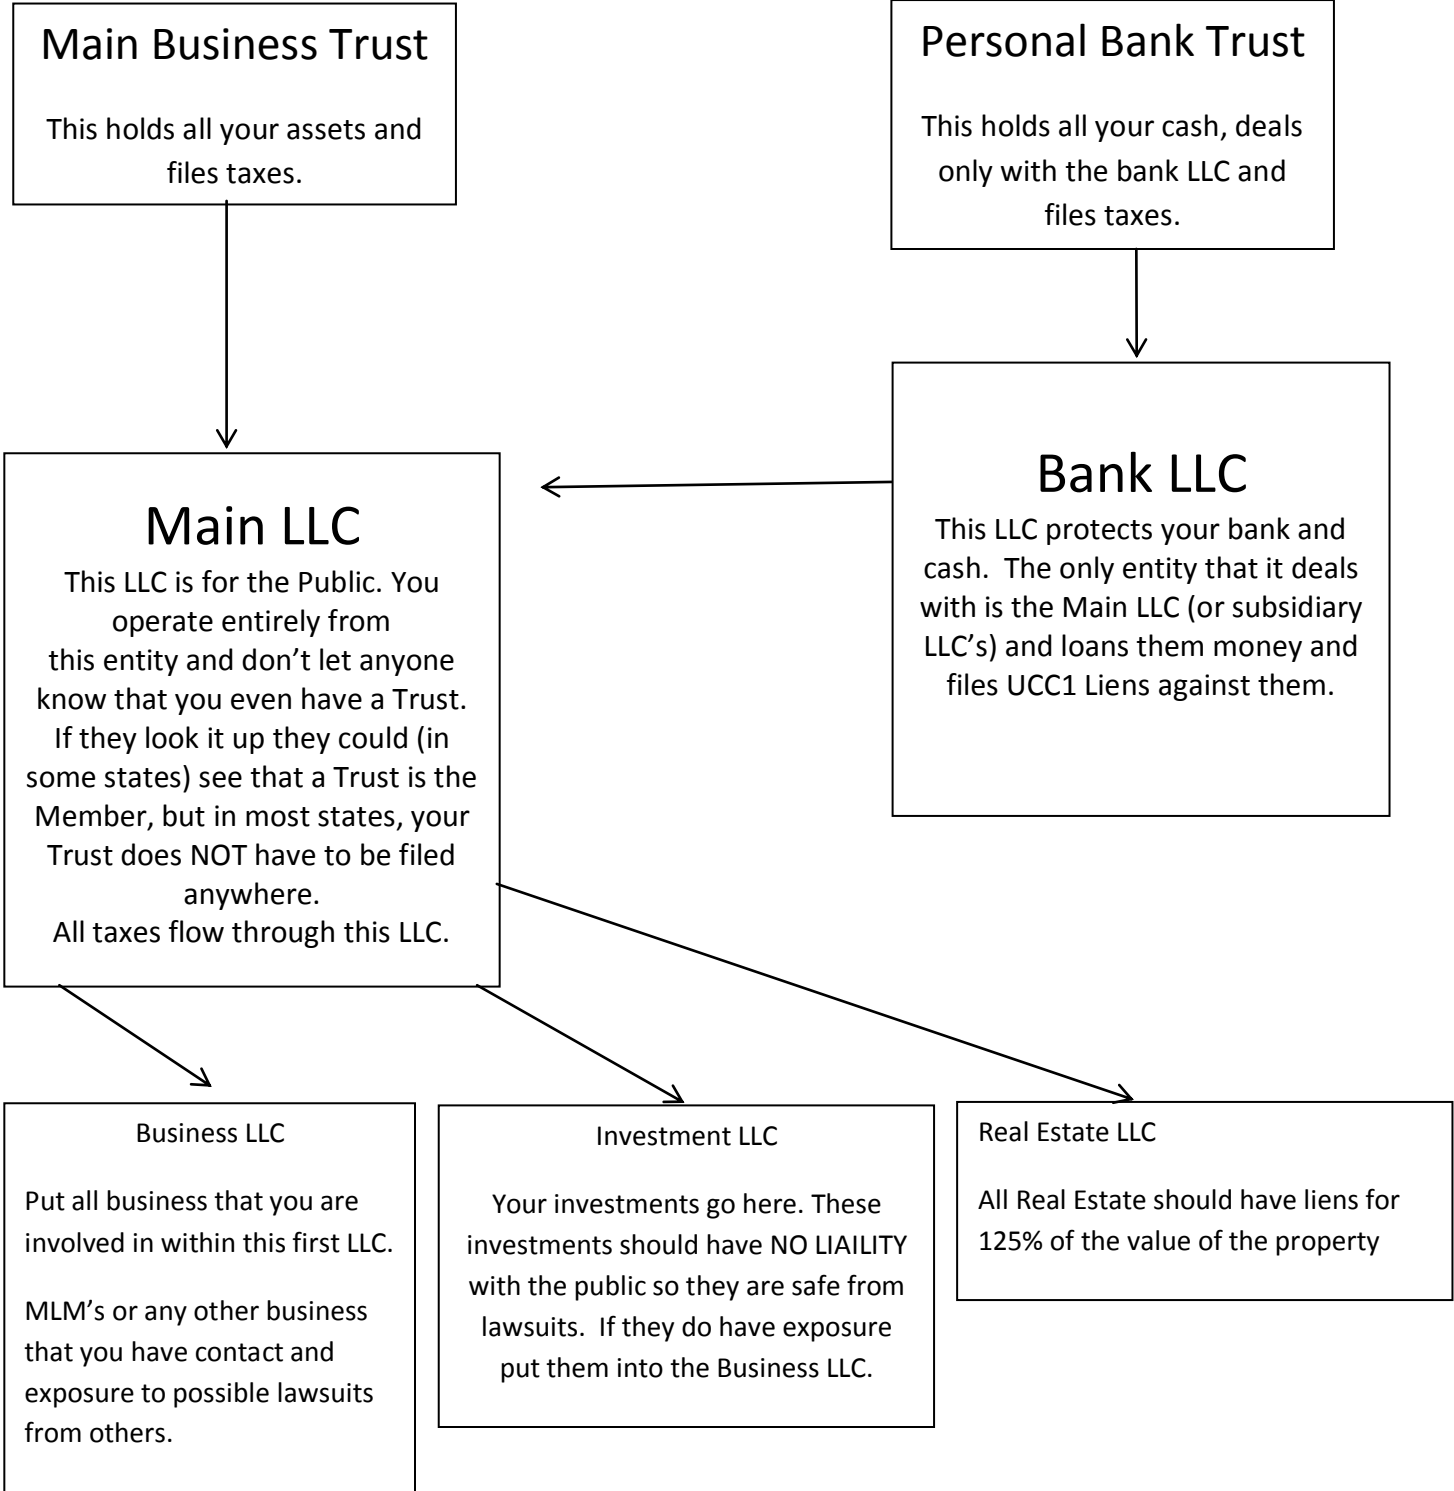 Main Business Trust
This holds all your assets and
files taxes.
Personal Bank Trust
This holds all your cash, deals
only with the bank LLC and
files taxes.
Main LLC
This LLC is for the Public. You
operate entirely from
this entity and don’t let anyone
know that you even have a Trust.
If they look it up they could (in
some states) see that a Trust is the
Member, but in most states, your
Trust does NOT have to be filed
anywhere.
All taxes flow through this LLC.
Bank LLC
This LLC protects your bank and
cash.  The only entity that it deals
with is the Main LLC (or subsidiary
LLC’s) and loans them money and
files UCC1 Liens against them.
Business LLC
Put all business that you are
involved in within this first LLC.
MLM’s or any other business
that you have contact and
exposure to possible lawsuits
from others.
Investment LLC
Your investments go here. These
investments should have NO LIAILITY
with the public so they are safe from
lawsuits.  If they do have exposure
put them into the Business LLC.
Real Estate LLC
All Real Estate should have liens for
125% of the value of the property